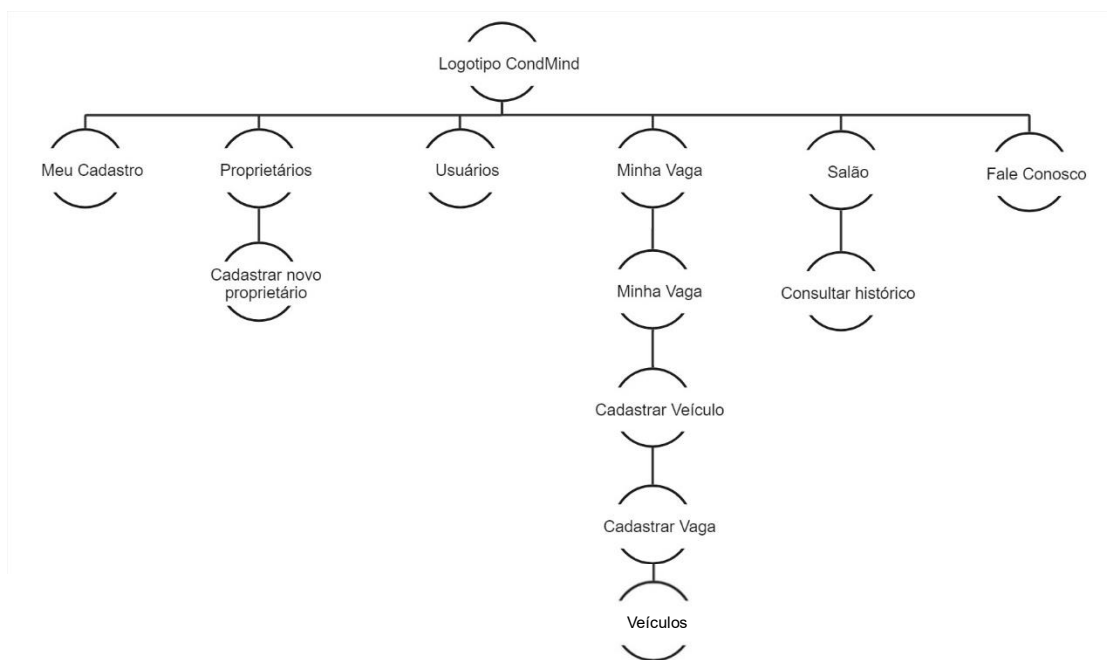 Logotipo CondMind
Meu Cadastro
Proprietários
Usuários
Minha Vaga
Salão
Fale Conosco
Cadastrar novo
proprietário
Minha Vaga
Consultar histórico
Cadastrar Veículo
Cadastrar Vaga
Veículos